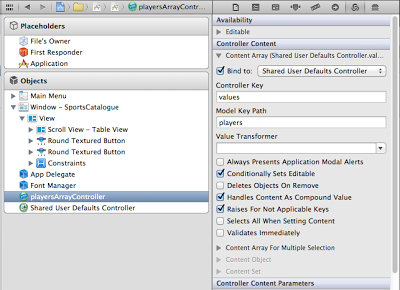 playersArrayContr...
Placeholders
File's Owner
First Responder
Application
Objects
Main Menu
Window – SportsCatalogue
View
Scroll View - Table View
Round Textured Button
Round Textured Button
Constraints
App Delegate
Font Manager
playersArrayController
Shared User Defaults Controller
Availability
Editable
Controller Content
Content Array (Shared User Defaults Controller.val...
Bind to: Shared User Defaults Controller
Controller Key
values
Model Key Path
players
Value Transformer
Always Presents Application Modal Alerts
Conditionally Sets Editable
Deletes Objects On Remove
Handles Content As Compound Value
Raises For Not Applicable Keys
Selects All When Setting Content
Validates Immediately
Content Array For Multiple Selection
Content Object
Content Set
Controller Content Parameters